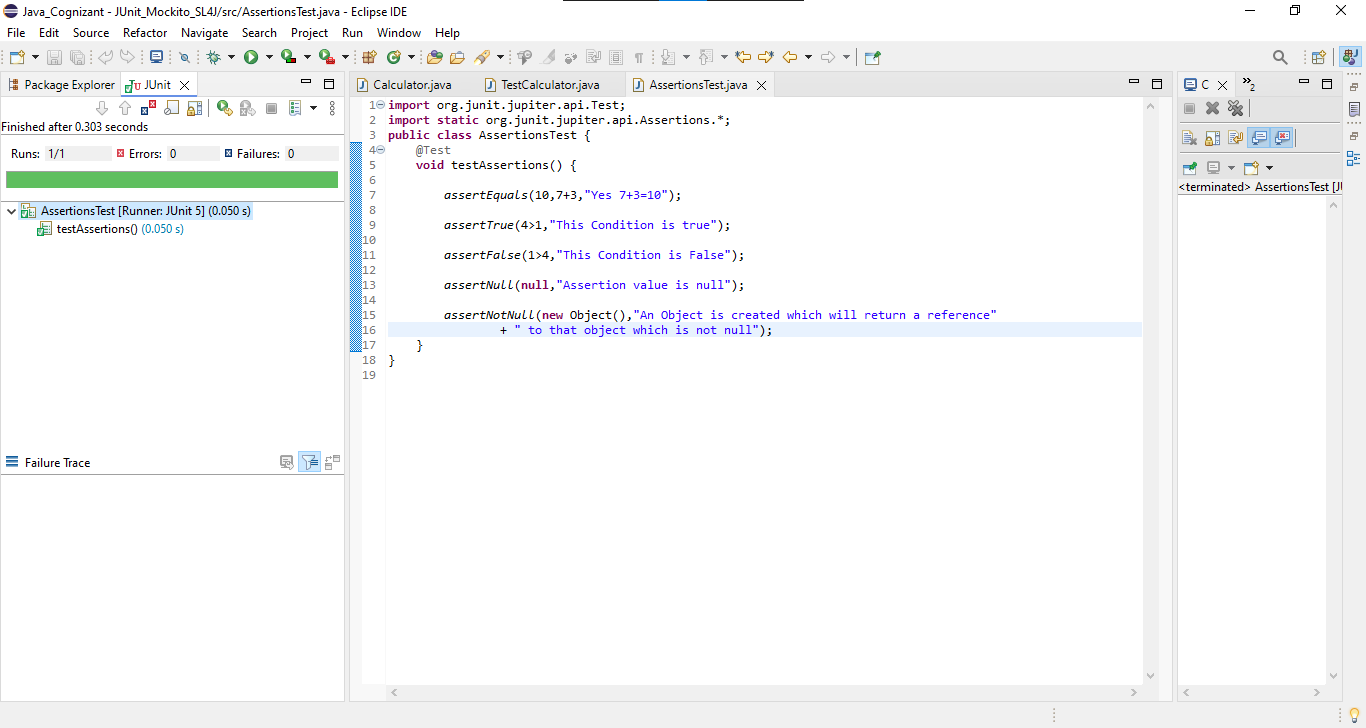 Java_Cognizant - JUnit_Mockito_SL4J/src/AssertionsTest.java - Eclipse IDE
File Edit Source Refactor Navigate Search Project Run Window Help
Package Explorer JUnit
Finished after 0.303 seconds
Runs: 1/1 Errors: 0 Failures: 0
AssertionsTest [Runner: JUnit 5] (0.050 s)
testAssertions() (0.050 s)
Failure Trace
Calculator.java TestCalculator.java AssertionsTest.java
1 import org.junit.jupiter.api.Test;
2 import static org.junit.jupiter.api.Assertions.*;
3 public class AssertionsTest {
4 @Test
5 void testAssertions() {
6
7 assertEquals(10,7+3,"Yes 7+3=10");
8
9 assertTrue(4>1,"This Condition is true");
10
11 assertFalse(1>4,"This Condition is False");
12
13 assertNull(null,"Assertion value is null");
14
15 assertNotNull(new Object(),"An Object is created which will return a reference"
16 + " to that object which is not null");
17 }
18 }
19
C
2
<terminated> AssertionsTest [J